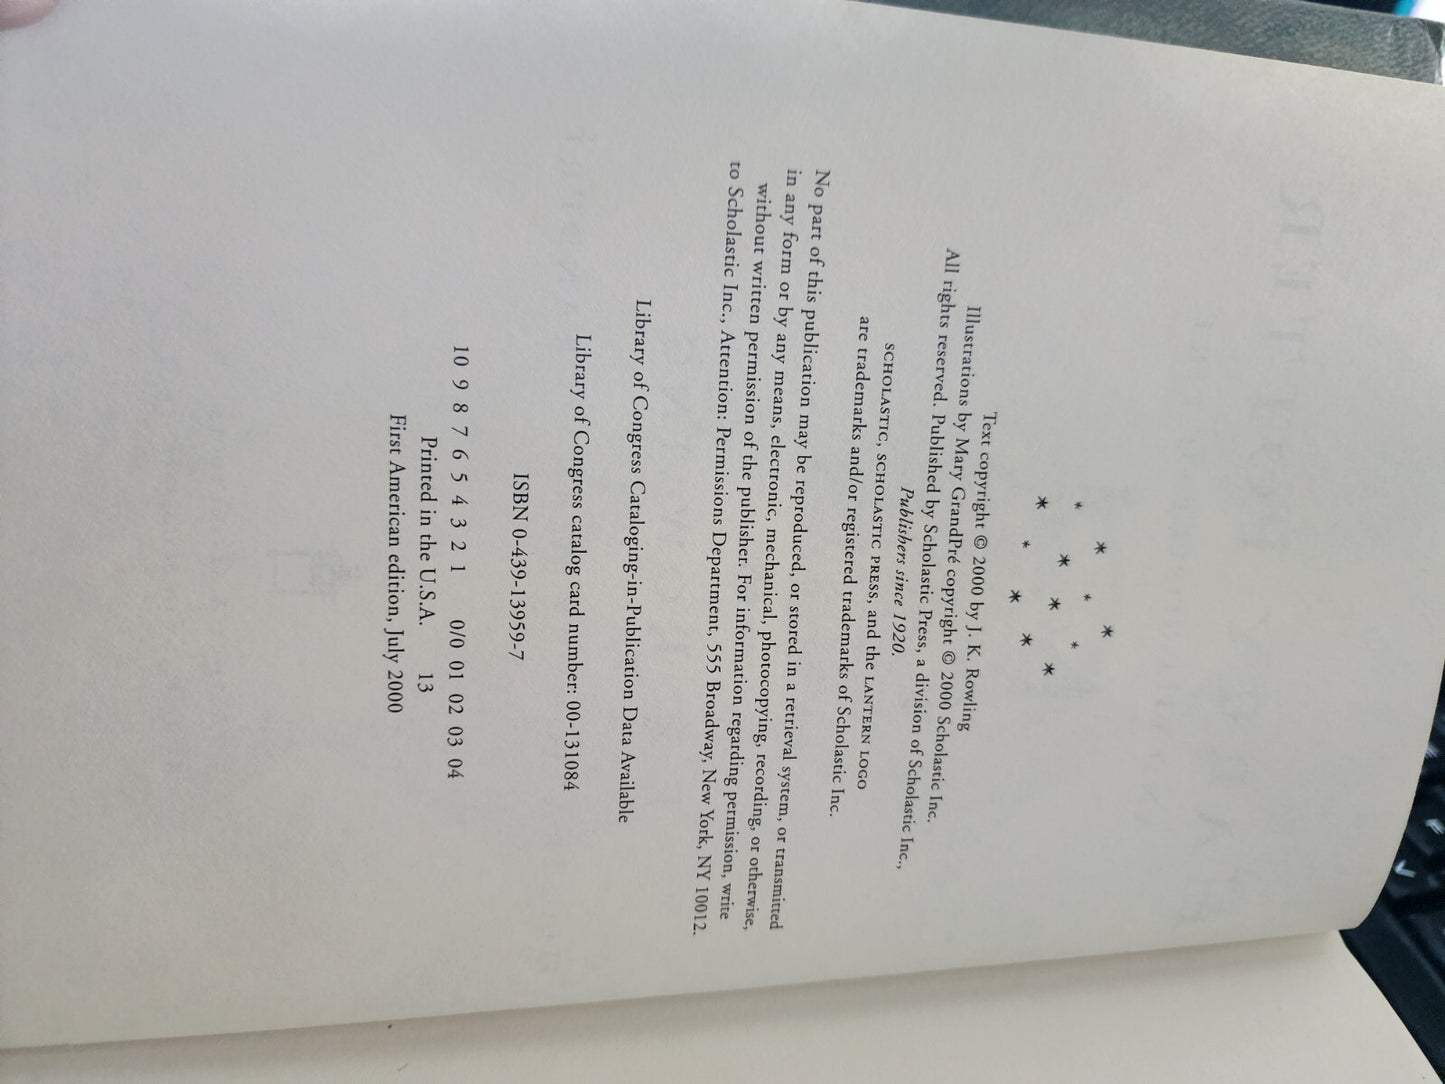 Text copyright © 2000 by J. K. Rowling
Illustrations by Mary GrandPré copyright © 2000 Scholastic Inc.
All rights reserved. Published by Scholastic Press, a division of Scholastic Inc.,
Publishers since 1920.
SCHOLASTIC, SCHOLASTIC PRESS, and the LANTERN LOGO
are trademarks and/or registered trademarks of Scholastic Inc.
No part of this publication may be reproduced, or stored in a retrieval system, or transmitted
in any form or by any means, electronic, mechanical, photocopying, recording, or otherwise,
without written permission of the publisher. For information regarding permission, write
to Scholastic Inc., Attention: Permissions Department, 555 Broadway, New York, NY 10012.
Library of Congress Cataloging-in-Publication Data Available
Library of Congress catalog card number: 00-131084
ISBN 0-439-13959-7
10 9 8 7 6 5 4 3 2 1 0/0 01 02 03 04
Printed in the U.S.A. 13
First American edition, July 2000